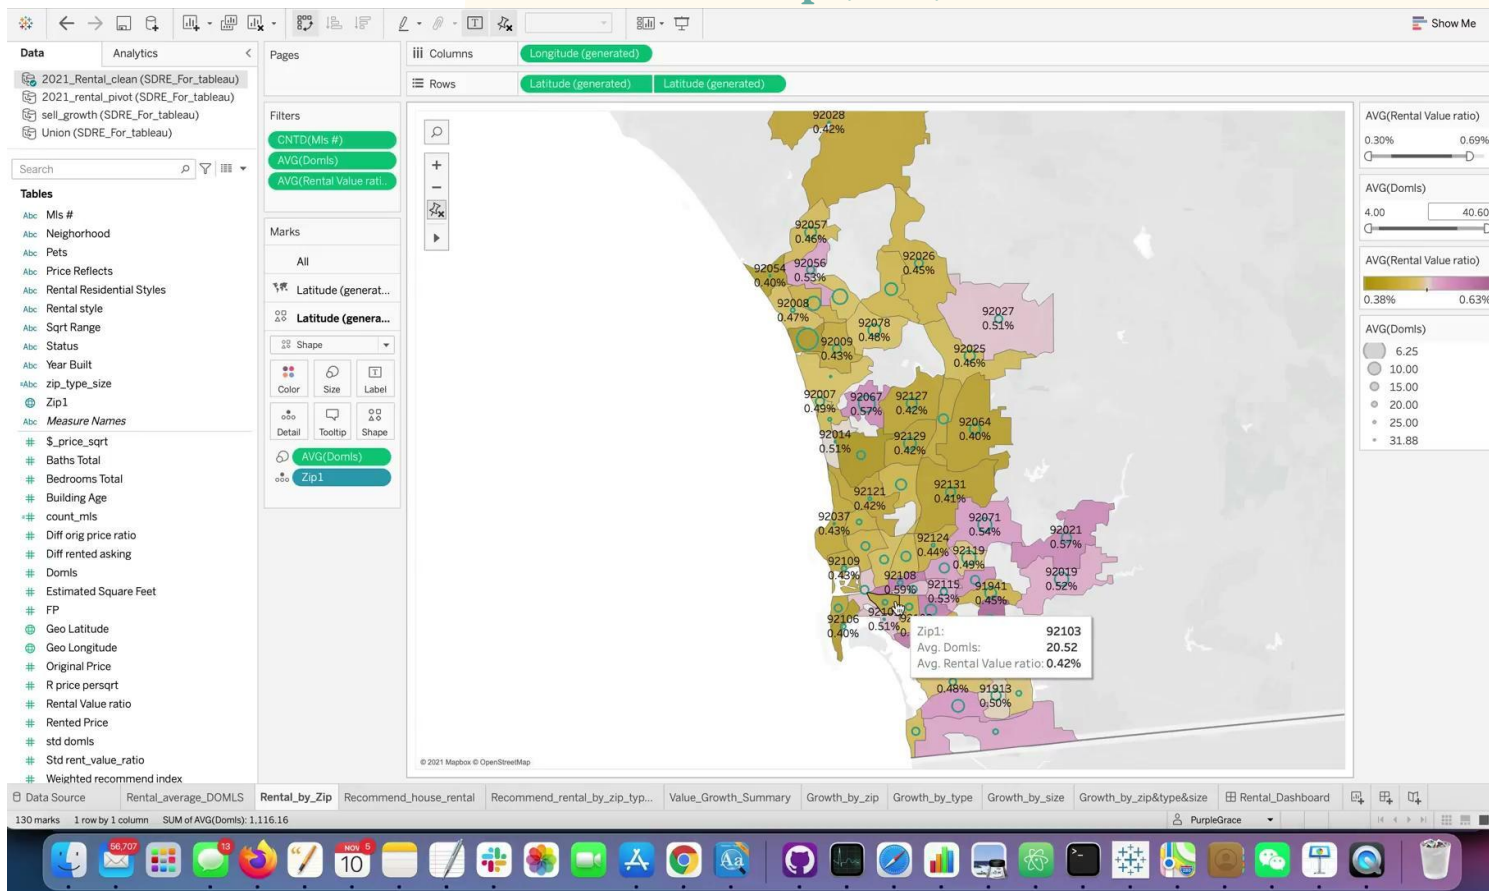 Show Me
Data
Analytics
Pages
Columns
Longitude (generated)
2021_Rental_clean (SDRE_For_tableau)
2021_rental_pivot (SDRE_For_tableau)
sell_growth (SDRE_For_tableau)
Union (SDRE_For_tableau)
Rows
Latitude (generated)
Latitude (generated)
Search
Tables
Abc Mls #
Abc Neighorhood
Abc Pets
Abc Price Reflects
Abc Rental Residential Styles
Abc Rental style
Abc Sqrt Range
Abc Status
Abc Year Built
Abc zip_type_size
Zip1
Abc Measure Names
# $_price_sqrt
# Baths Total
# Bedrooms Total
# Building Age
# count_mls
# Diff orig price ratio
# Diff rented asking
# Domls
# Estimated Square Feet
# FP
Geo Latitude
Geo Longitude
# Original Price
# R price persqrt
# Rental Value ratio
# Rented Price
# std domls
# Std rent_value_ratio
# Weighted recommend index
Filters
CNTD(Mls #)
AVG(Domls)
AVG(Rental Value rati..
Marks
All
Latitude (generat...
Latitude (genera...
Shape
Color
Size
Label
Detail
Tooltip
Shape
AVG(Domls)
Zip1
92028
0.42%
92057
0.46%
92054
0.40%
92056
0.53%
92026
0.45%
92008
0.47%
92078
0.48%
92027
0.51%
92009
0.43%
92025
0.46%
92007
0.49%
92067
0.57%
92127
0.42%
92014
0.51%
92129
0.42%
92064
0.40%
92121
0.42%
92131
0.41%
92037
0.43%
92071
0.54%
92021
0.57%
92124
0.44%
92119
0.49%
92109
0.43%
92108
0.59%
92115
0.53%
91941
0.45%
92019
0.52%
92106
0.40%
0.51%
Zip1: 92103
Avg. Domls: 20.52
Avg. Rental Value ratio: 0.42%
0.48%
91913
0.50%
© 2021 Mapbox © OpenStreetMap
AVG(Rental Value ratio)
0.30% 0.69%
AVG(Domls)
4.00 40.60
AVG(Rental Value ratio)
0.38% 0.63%
AVG(Domls)
6.25
10.00
15.00
20.00
25.00
31.88
Data Source
Rental_average_DOMLS
Rental_by_Zip
Recommend_house_rental
Recommend_rental_by_zip_typ...
Value_Growth_Summary
Growth_by_zip
Growth_by_type
Growth_by_size
Growth_by_zip&type&size
Rental_Dashboard
130 marks 1 row by 1 column SUM of AVG(Domls): 1,116.16
PurpleGrace
56,707
13
NOV 5
10
Aa